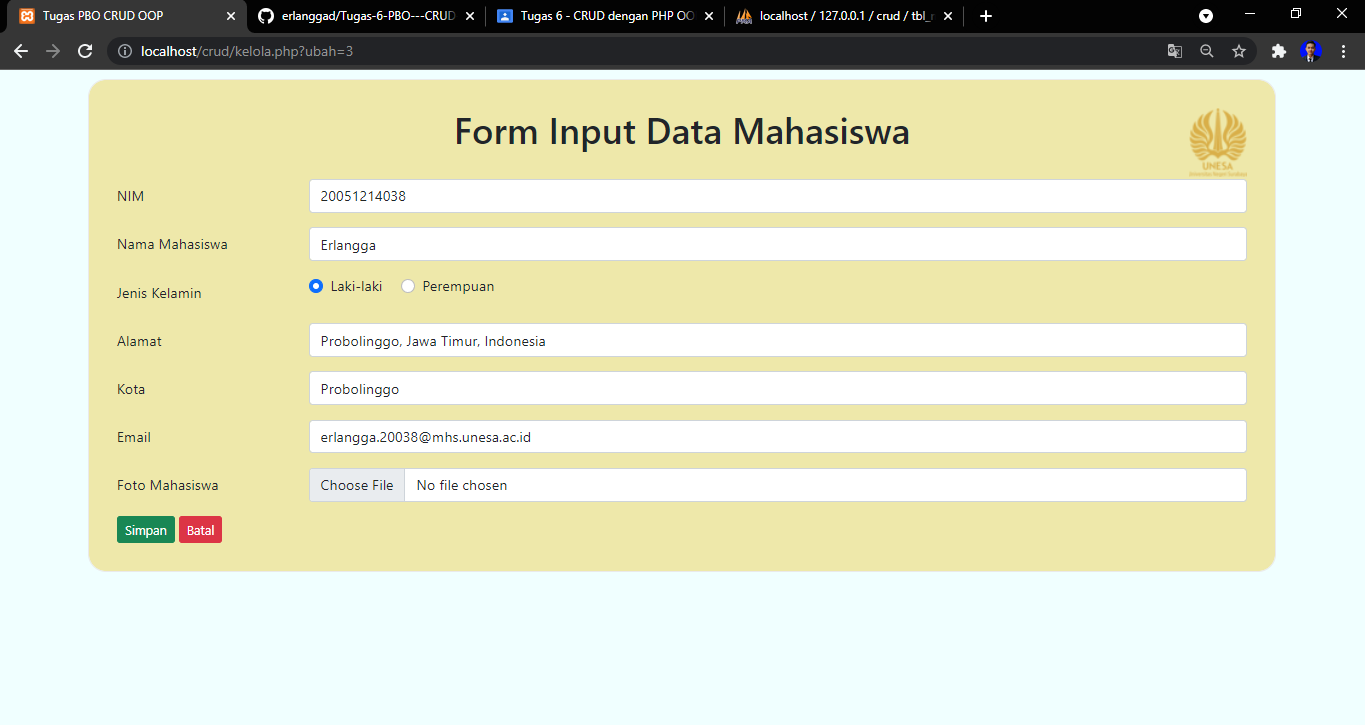 Tugas PBO CRUD OOP
erlanggad/Tugas-6-PBO---CRUD
Tugas 6 - CRUD dengan PHP OO
localhost / 127.0.0.1 / crud / tbl_
localhost/crud/kelola.php?ubah=3
Form Input Data Mahasiswa
UNESA
NIM 20051214038
Nama Mahasiswa Erlangga
Jenis Kelamin Laki-laki Perempuan
Alamat Probolinggo, Jawa Timur, Indonesia
Kota Probolinggo
Email erlangga.20038@mhs.unesa.ac.id
Foto Mahasiswa Choose File No file chosen
Simpan Batal